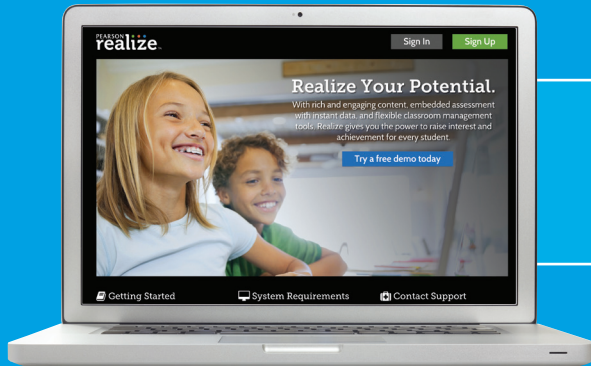 PEARSON
realize™
Sign In
Sign Up
Realize Your Potential.
With rich and engaging content, embedded assessment
with instant data, and flexible classroom management
tools. Realize gives you the power to raise interest and
achievement for every student.
Try a free demo today
Getting Started
System Requirements
Contact Support